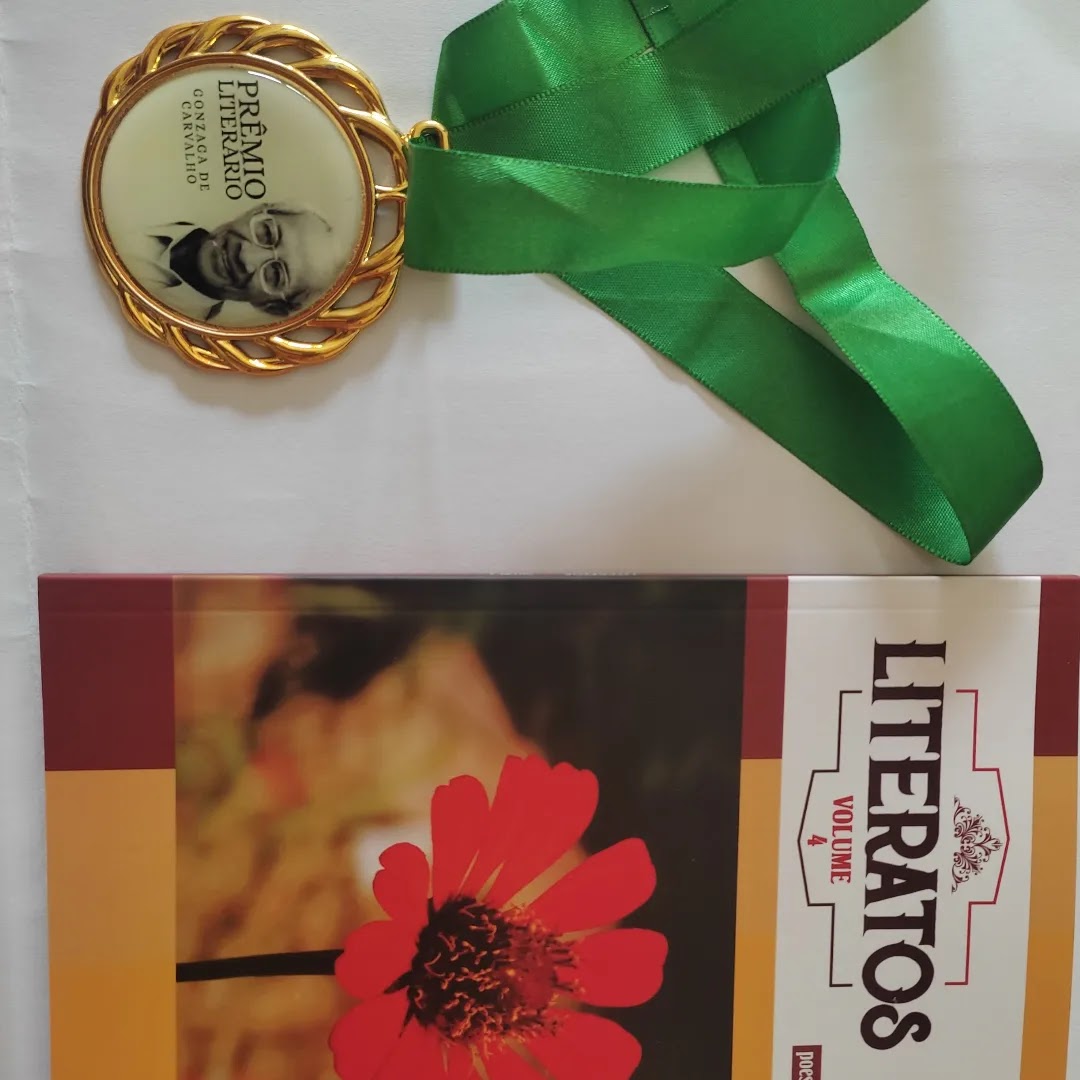 PRÊMIO
LITERÁRIO
GONZAGA DE
CARVALHO
LITERATOS
VOLUME
4